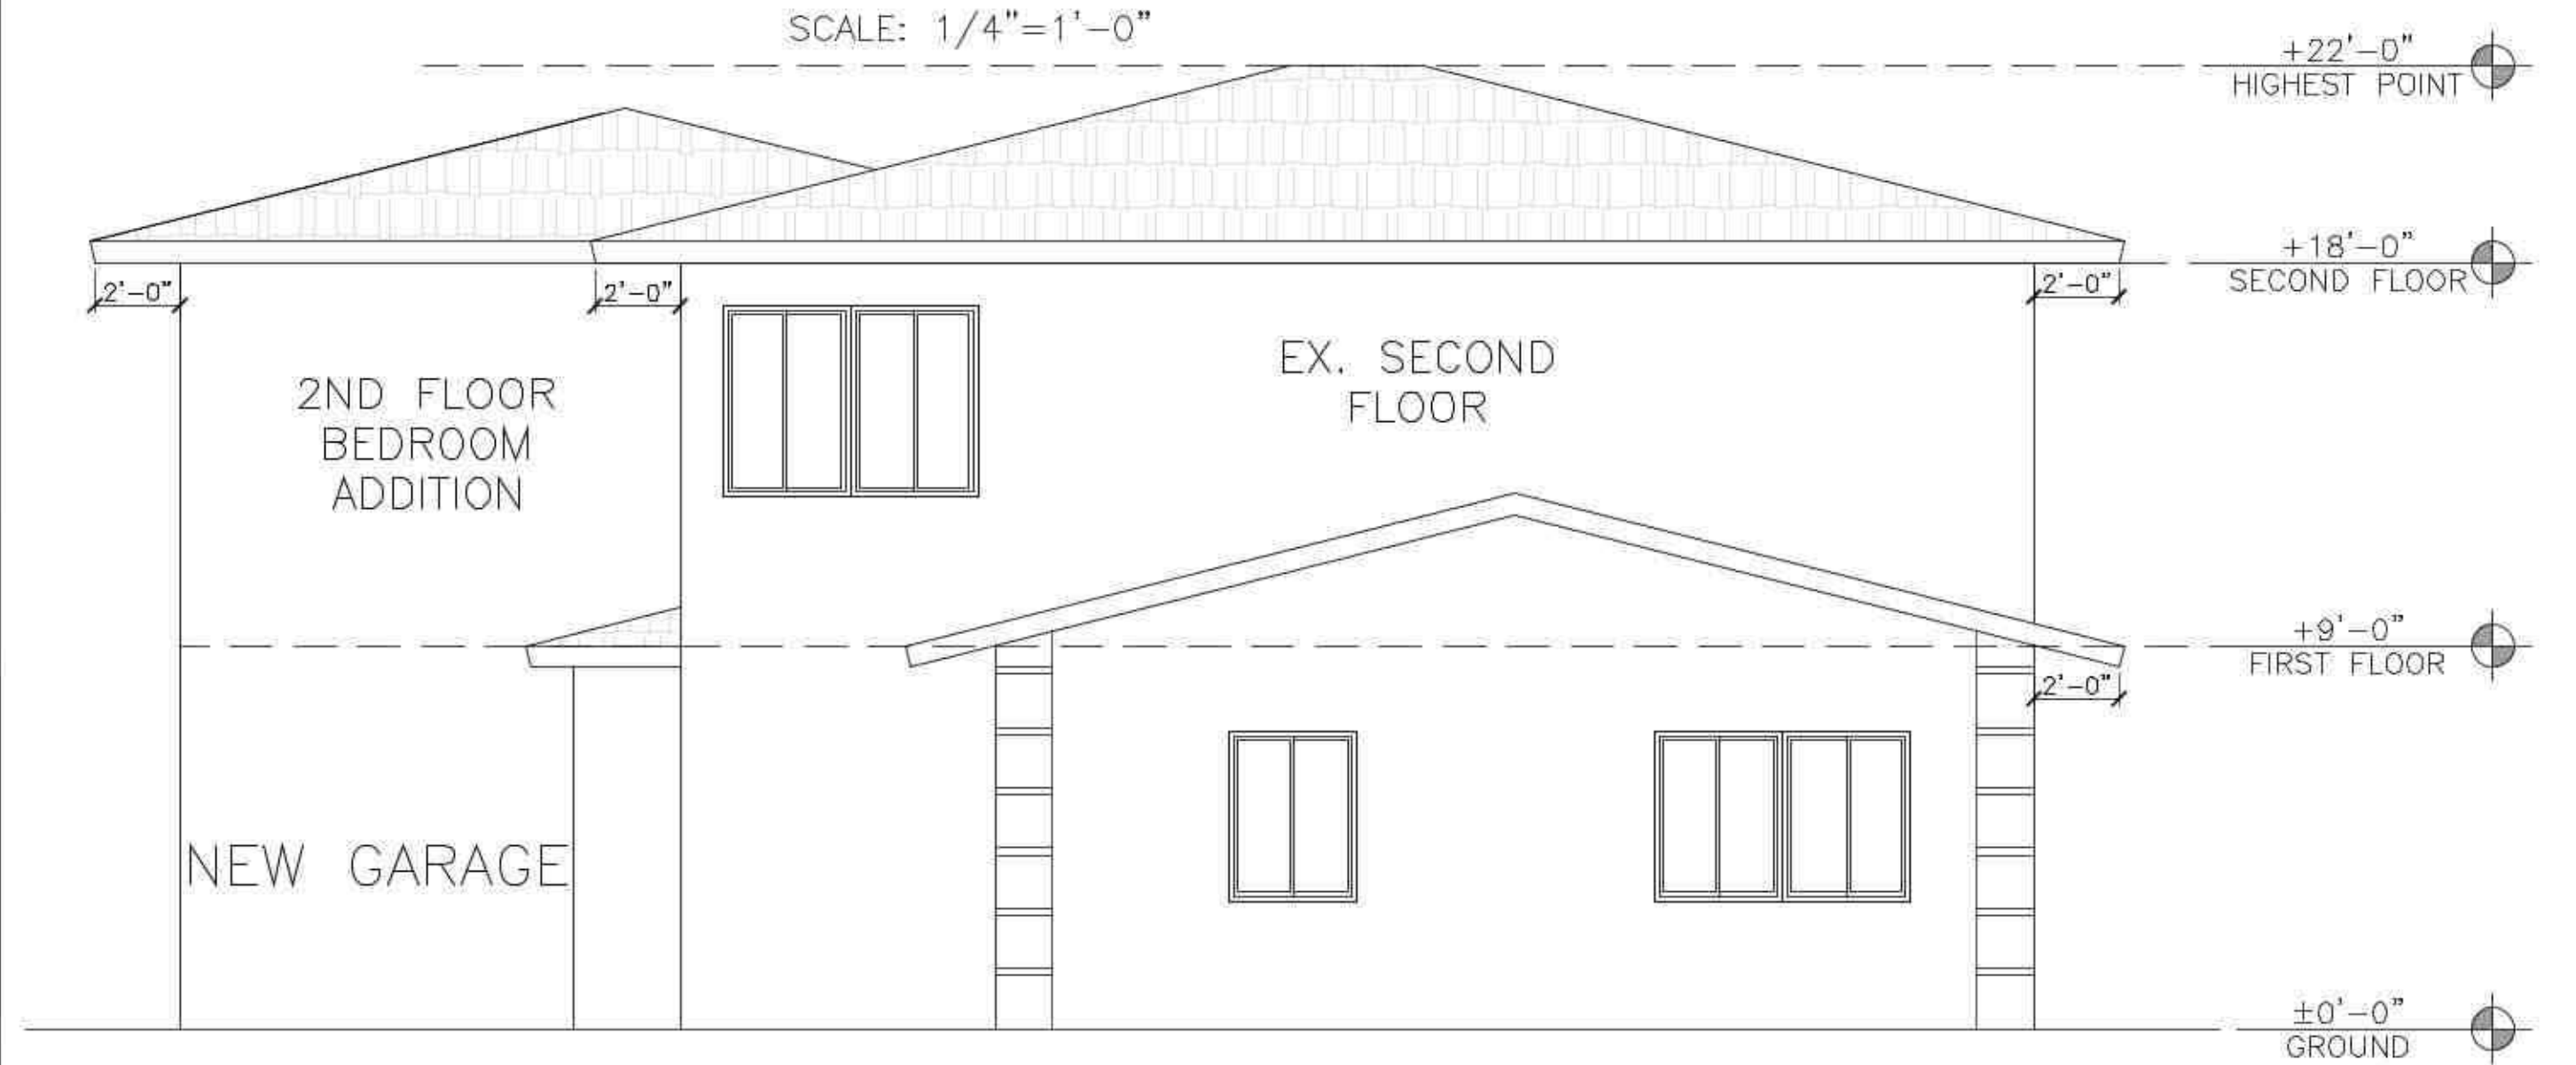 SCALE: 1/4"=1'-0"
+22'-0"
HIGHEST POINT
+18'-0"
SECOND FLOOR
2'-0"
2'-0"
2'-0"
EX. SECOND
FLOOR
2ND FLOOR
BEDROOM
ADDITION
+9'-0"
FIRST FLOOR
2'-0"
NEW GARAGE
±0'-0"
GROUND